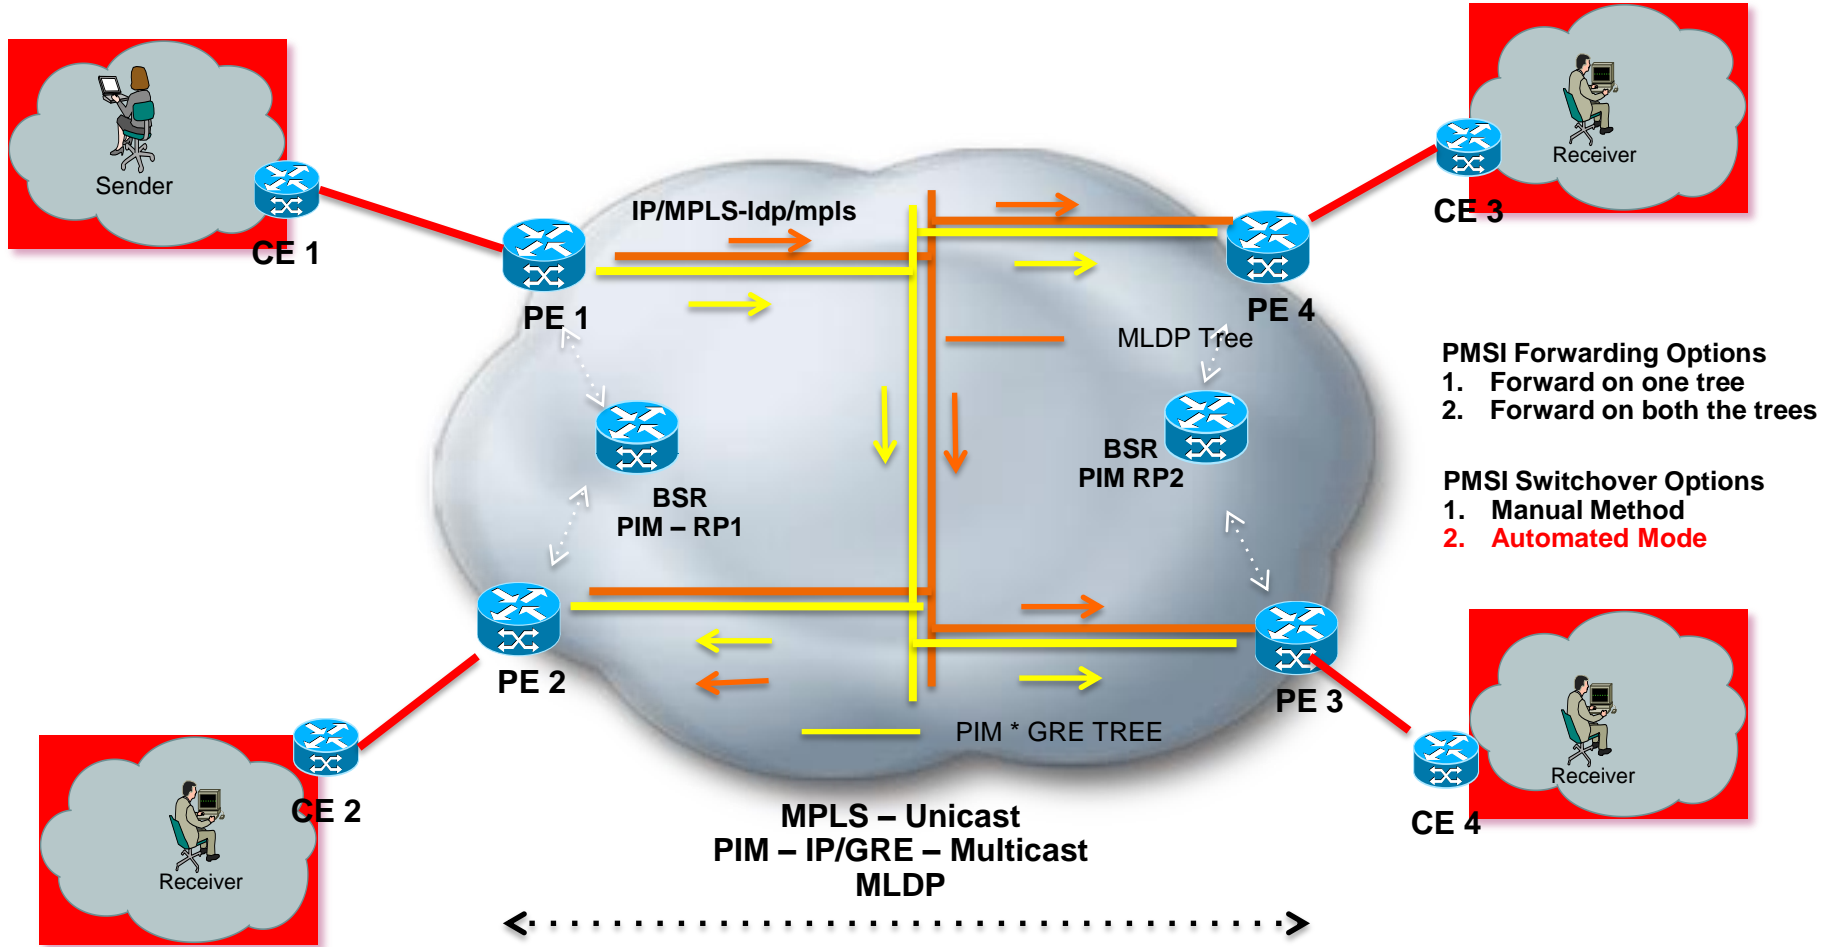 Sender
CE 1
IP/MPLS-ldp/mpls
PE 1
Receiver
CE 3
PE 4
MLDP Tree
PMSI Forwarding Options
1. Forward on one tree
2. Forward on both the trees
BSR
PIM – RP1
BSR
PIM RP2
PMSI Switchover Options
1. Manual Method
2. Automated Mode
PE 2
PE 3
PIM * GRE TREE
CE 2
Receiver
CE 4
Receiver
MPLS – Unicast
PIM – IP/GRE – Multicast
MLDP